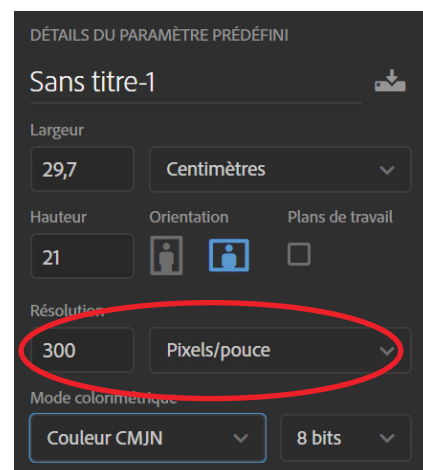 DÉTAILS DU PARAMÈTRE PRÉDÉFINI
Sans titre-1
Largeur
29,7 Centimètres
Hauteur Orientation Plans de travail
21
Résolution
300 Pixels/pouce
Mode colorimétrique
Couleur CMJN 8 bits